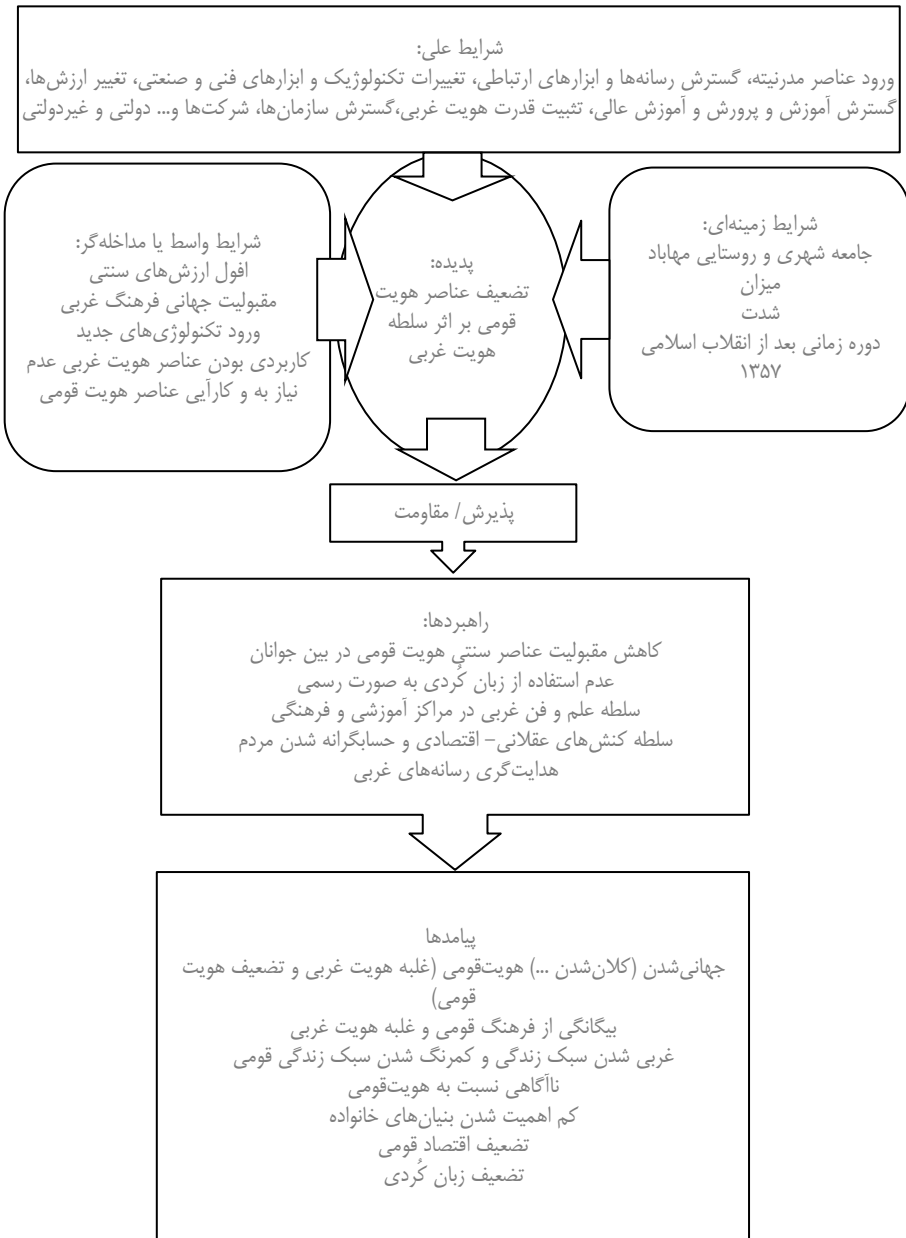 شرایط علی:
ورود عناصر مدرنیته، گسترش رسانه‌ها و ابزارهای ارتباطی، تغییرات تکنولوژیک و ابزارهای فنی و صنعتی، تغییر ارزش‌ها،
گسترش آموزش و پرورش و آموزش عالی، تثبیت قدرت هویت غربی،گسترش سازمان‌ها، شرکت‌ها و... دولتی و غیردولتی
شرایط زمینه‌ای:
جامعه شهری و روستایی مهاباد
میزان
شدت
دوره زمانی بعد از انقلاب اسلامی
۱۳۵۷
پدیده:
تضعیف عناصر هویت
قومی بر اثر سلطه
هویت غربی
شرایط واسط یا مداخله‌گر:
افول ارزش‌های سنتی
مقبولیت جهانی فرهنگ غربی
ورود تکنولوژی‌های جدید
کاربردی بودن عناصر هویت غربی عدم
نیاز به و کارآیی عناصر هویت قومی
پذیرش/ مقاومت
راهبردها:
کاهش مقبولیت عناصر سنتی هویت قومی در بین جوانان
عدم استفاده از زبان کُردی به صورت رسمی
سلطه علم و فن غربی در مراکز آموزشی و فرهنگی
سلطه کنش‌های عقلانی- اقتصادی و حسابگرانه شدن مردم
هدایت‌گری رسانه‌های غربی
پیامدها
جهانی‌شدن (کلان‌شدن ...) هویت‌قومی (غلبه هویت غربی و تضعیف هویت
قومی)
بیگانگی از فرهنگ قومی و غلبه هویت غربی
غربی شدن سبک زندگی و کمرنگ شدن سبک زندگی قومی
ناآگاهی نسبت به هویت‌قومی
کم اهمیت شدن بنیان‌های خانواده
تضعیف اقتصاد قومی
تضعیف زبان کُردی